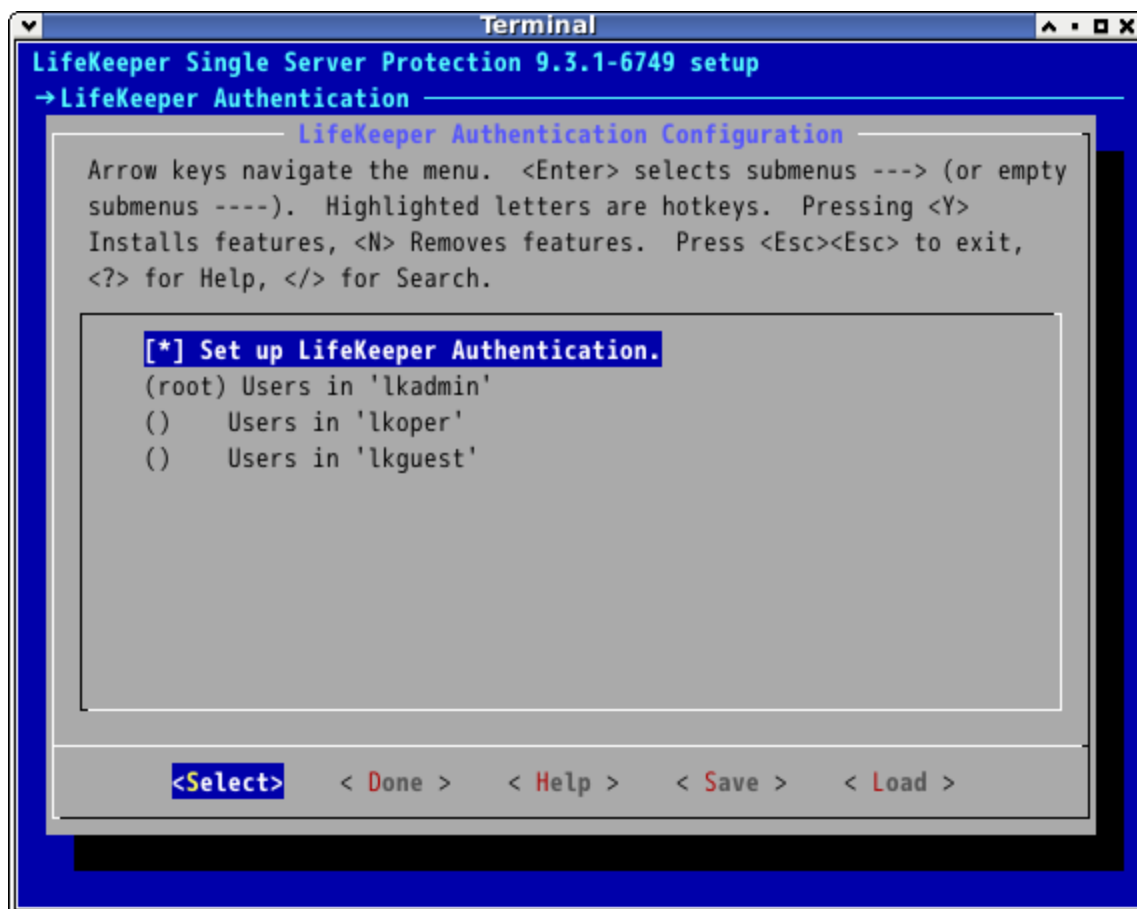 Terminal
LifeKeeper Single Server Protection 9.3.1-6749 setup
→LifeKeeper Authentication
LifeKeeper Authentication Configuration
Arrow keys navigate the menu.  <Enter> selects submenus ---> (or empty
submenus ----).  Highlighted letters are hotkeys.  Pressing <Y>
Installs features, <N> Removes features.  Press <Esc><Esc> to exit,
<?> for Help, </> for Search.
[*] Set up LifeKeeper Authentication.
(root) Users in 'lkadmin'
()    Users in 'lkoper'
()    Users in 'lkguest'
<Select>    < Done >    < Help >    < Save >    < Load >